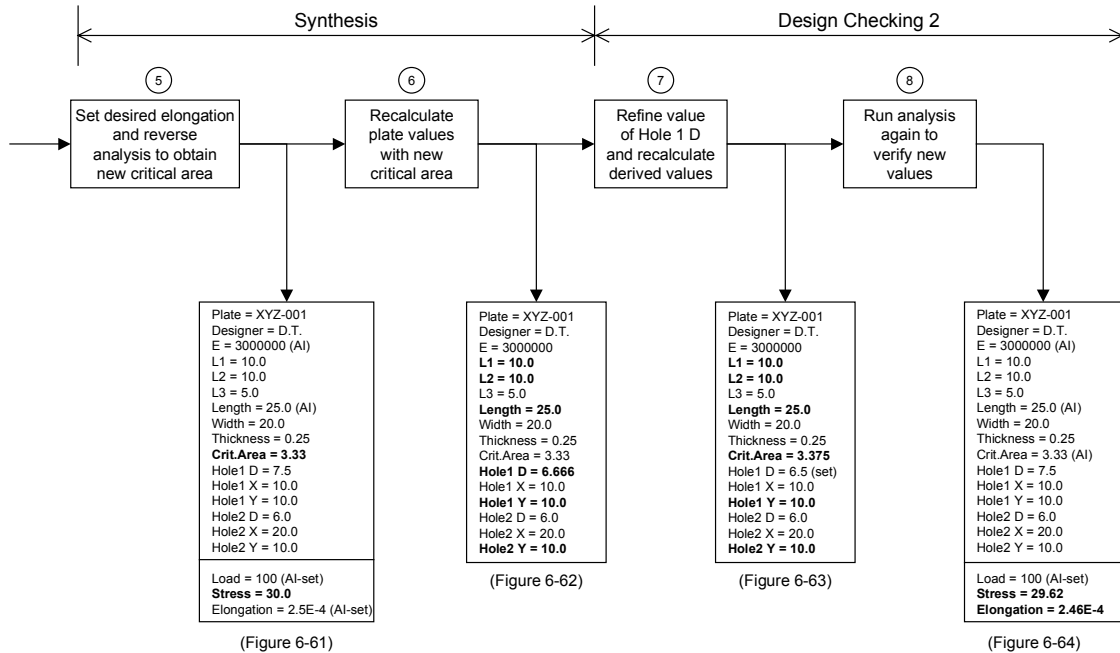 Synthesis
Design Checking 2
5
Set desired elongation
and reverse
analysis to obtain
new critical area
6
Recalculate
plate values
with new
critical area
7
Refine value
of Hole 1 D
and recalculate
derived values
8
Run analysis
again to
verify new
values
Plate = XYZ-001
Designer = D.T.
E = 3000000 (AI)
L1 = 10.0
L2 = 10.0
L3 = 5.0
Length = 25.0 (AI)
Width = 20.0
Thickness = 0.25
Crit.Area = 3.33
Hole1 D = 7.5
Hole1 X = 10.0
Hole1 Y = 10.0
Hole2 D = 6.0
Hole2 X = 20.0
Hole2 Y = 10.0
Load = 100 (AI-set)
Stress = 30.0
Elongation = 2.5E-4 (AI-set)
(Figure 6-61)
Plate = XYZ-001
Designer = D.T.
E = 3000000
L1 = 10.0
L2 = 10.0
L3 = 5.0
Length = 25.0
Width = 20.0
Thickness = 0.25
Crit.Area = 3.33
Hole1 D = 6.666
Hole1 X = 10.0
Hole1 Y = 10.0
Hole2 D = 6.0
Hole2 X = 20.0
Hole2 Y = 10.0
(Figure 6-62)
Plate = XYZ-001
Designer = D.T.
E = 3000000
L1 = 10.0
L2 = 10.0
L3 = 5.0
Length = 25.0
Width = 20.0
Thickness = 0.25
Crit.Area = 3.375
Hole1 D = 6.5 (set)
Hole1 X = 10.0
Hole1 Y = 10.0
Hole2 D = 6.0
Hole2 X = 20.0
Hole2 Y = 10.0
(Figure 6-63)
Plate = XYZ-001
Designer = D.T.
E = 3000000 (AI)
L1 = 10.0
L2 = 10.0
L3 = 5.0
Length = 25.0 (AI)
Width = 20.0
Thickness = 0.25
Crit.Area = 3.33 (AI)
Hole1 D = 7.5
Hole1 X = 10.0
Hole1 Y = 10.0
Hole2 D = 6.0
Hole2 X = 20.0
Hole2 Y = 10.0
Load = 100 (AI-set)
Stress = 29.62
Elongation = 2.46E-4
(Figure 6-64)